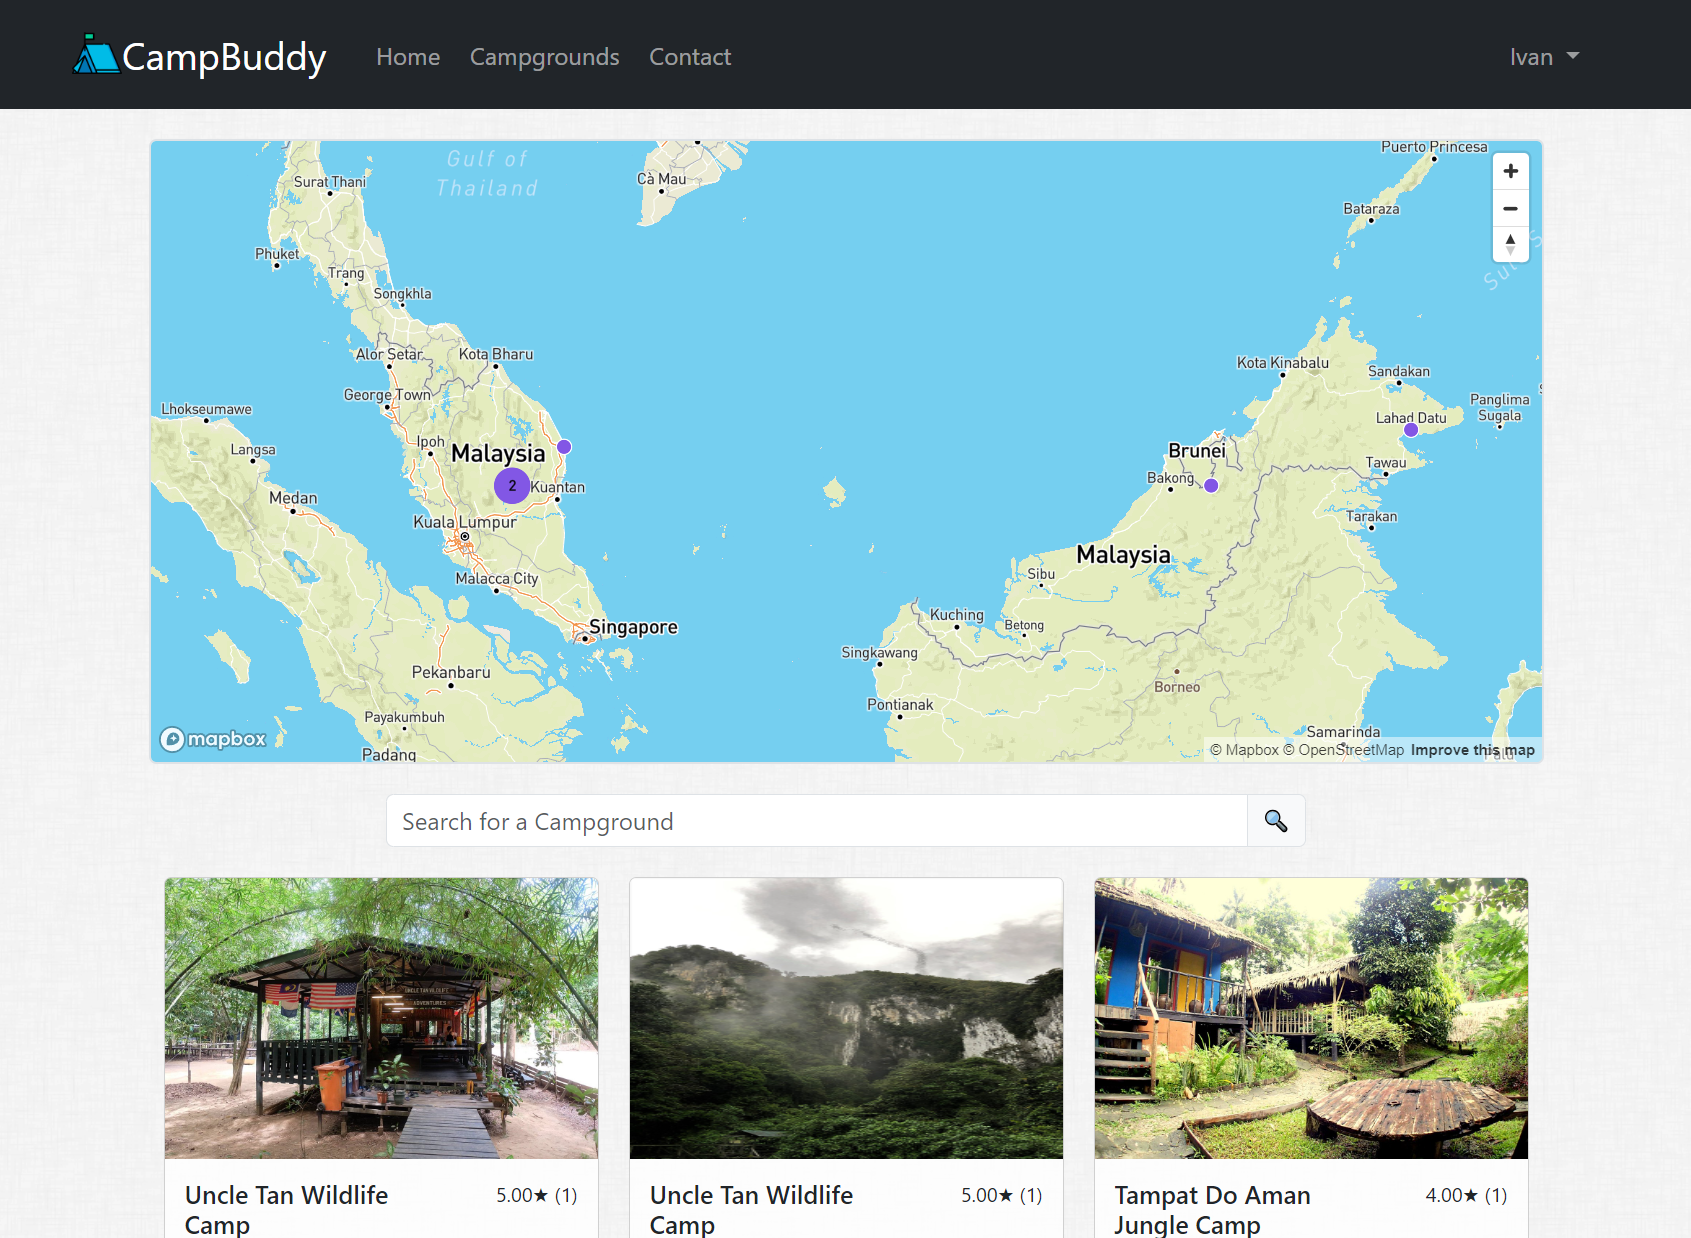 CampBuddy
Home
Campgrounds
Contact
Ivan
Gulf of
Thailand
Surat Thani
Cà Mau
Puerto Princesa
Bataraza
Phuket
Trang
Songkhla
Alor Setar
Kota Bharu
George Town
Lhokseumawe
Langsa
Ipoh
Malaysia
2
Kuantan
Medan
Kuala Lumpur
Malacca City
Singapore
Pekanbaru
Payakumbuh
Padang
Kota Kinabalu
Sandakan
Lahad Datu
Panglima
Sugala
Brunei
Bakong
Tawau
Tarakan
Malaysia
Sibu
Kuching
Betong
Singkawang
Pontianak
Borneo
Samarinda
mapbox
© Mapbox © OpenStreetMap Improve this map
Search for a Campground
UNCLE TAN WILDLIFE
ADVENTURES
Uncle Tan Wildlife
Camp
5.00★ (1)
Uncle Tan Wildlife
Camp
5.00★ (1)
Tampat Do Aman
Jungle Camp
4.00★ (1)